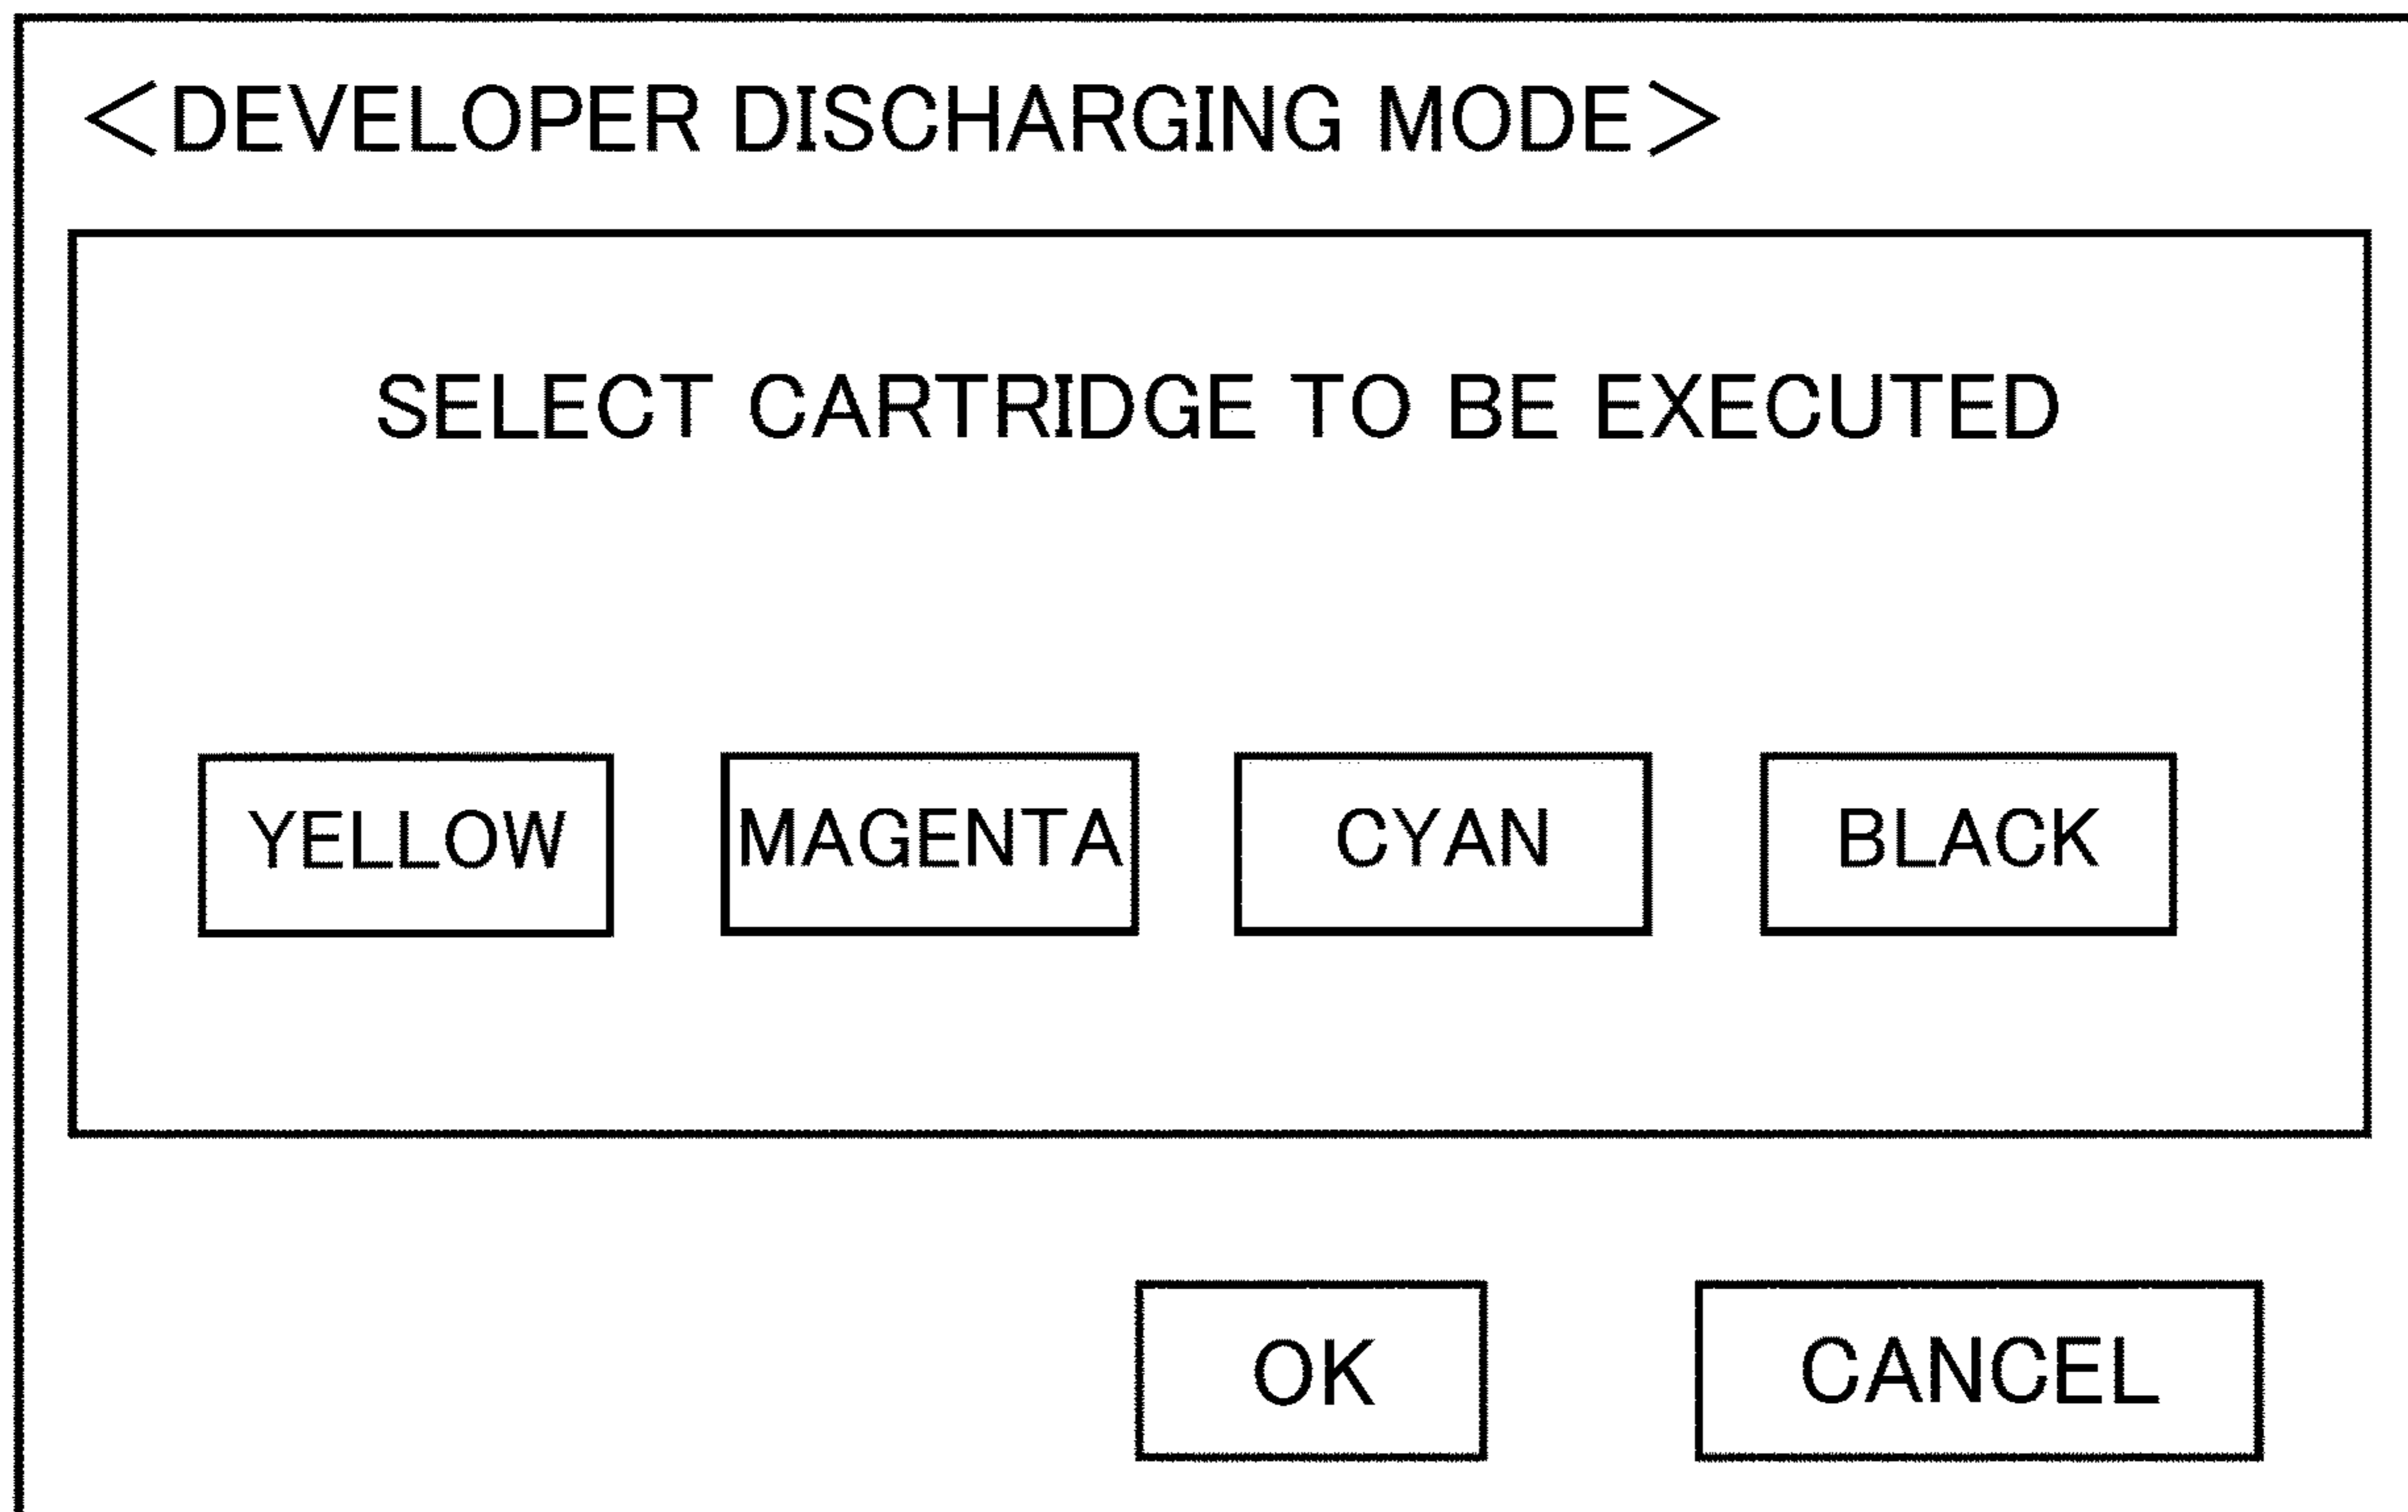 <DEVELOPER DISCHARGING MODE>
SELECT CARTRIDGE TO BE EXECUTED
YELLOW MAGENTA CYAN BLACK
OK CANCEL